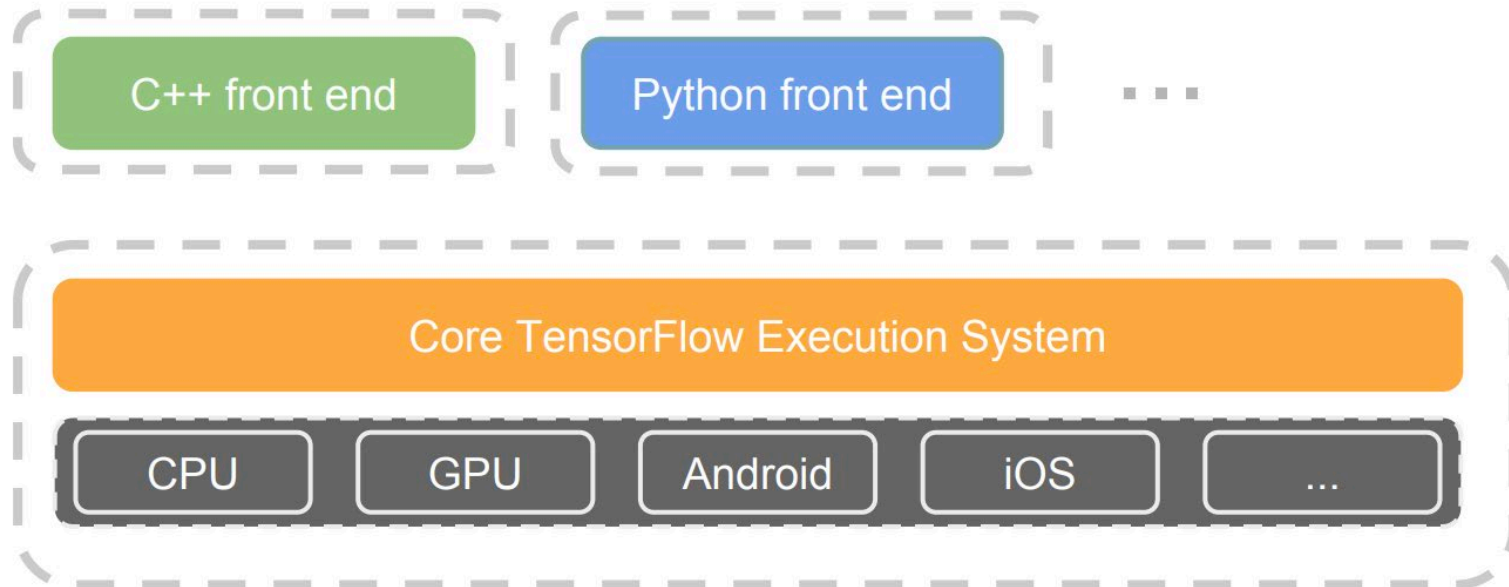 C++ front end
Python front end
...
Core TensorFlow Execution System
CPU
GPU
Android
iOS
...